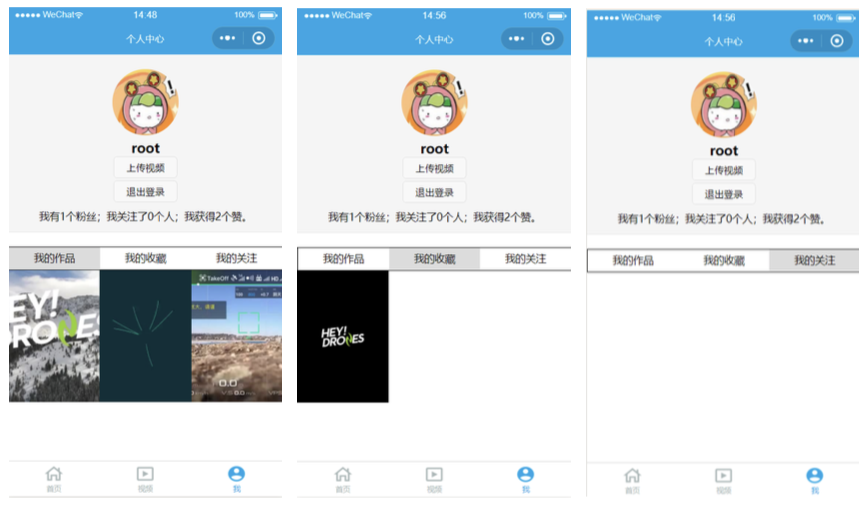 ●●●●● WeChat 14:48 100%
个人中心
root
上传视频
退出登录
我有1个粉丝；我关注了0个人；我获得2个赞。
我的作品 我的收藏 我的关注
HEY!
DRONES
TakeOff HD
0.0
0.0
首页 视频 我
●●●●● WeChat 14:56 100%
个人中心
root
上传视频
退出登录
我有1个粉丝；我关注了0个人；我获得2个赞。
我的作品 我的收藏 我的关注
HEY!
DRONES
首页 视频 我
●●●●● WeChat 14:56 100%
个人中心
root
上传视频
退出登录
我有1个粉丝；我关注了0个人；我获得2个赞。
我的作品 我的收藏 我的关注
首页 视频 我